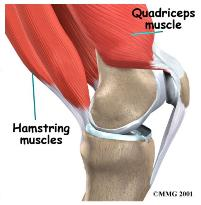 Quadriceps
muscle
Hamstring
muscles
©MMG 2001